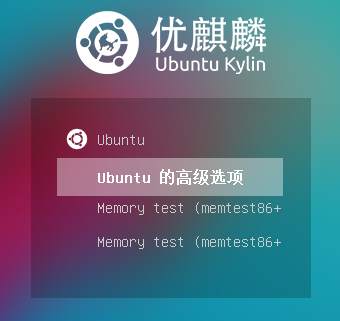 优麒麟
Ubuntu Kylin
Ubuntu
Ubuntu 的高级选项
Memory test (memtest86+
Memory test (memtest86+